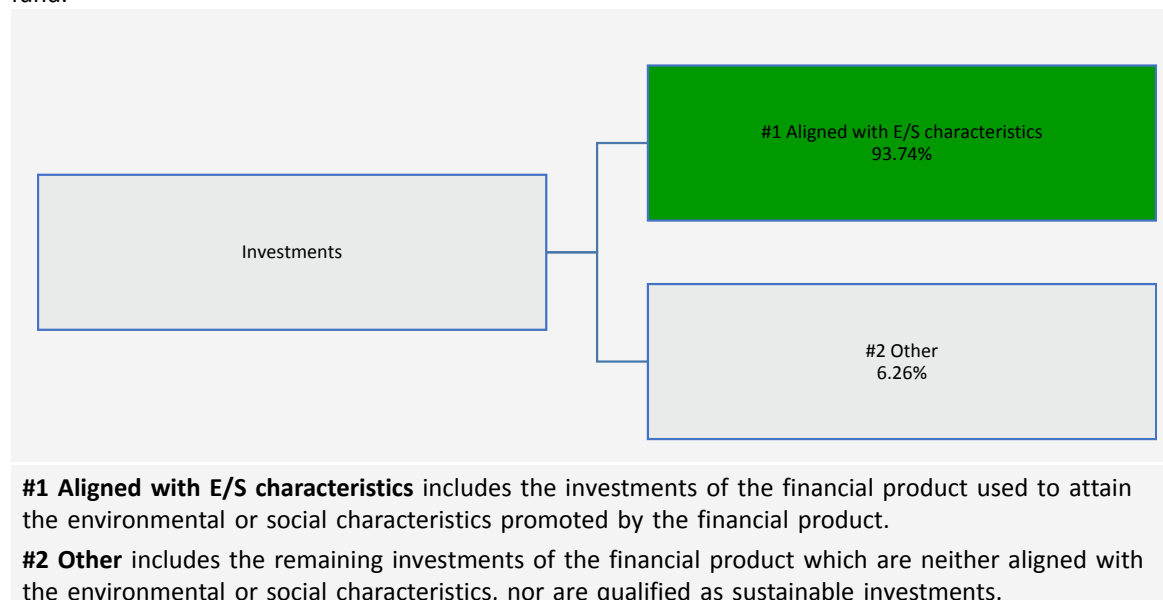 #1 Aligned with E/S characteristics
93.74%
Investments
#2 Other
6.26%
#1 Aligned with E/S characteristics includes the investments of the financial product used to attain
the environmental or social characteristics promoted by the financial product.
#2 Other includes the remaining investments of the financial product which are neither aligned with
the environmental or social characteristics, nor are qualified as sustainable investments.